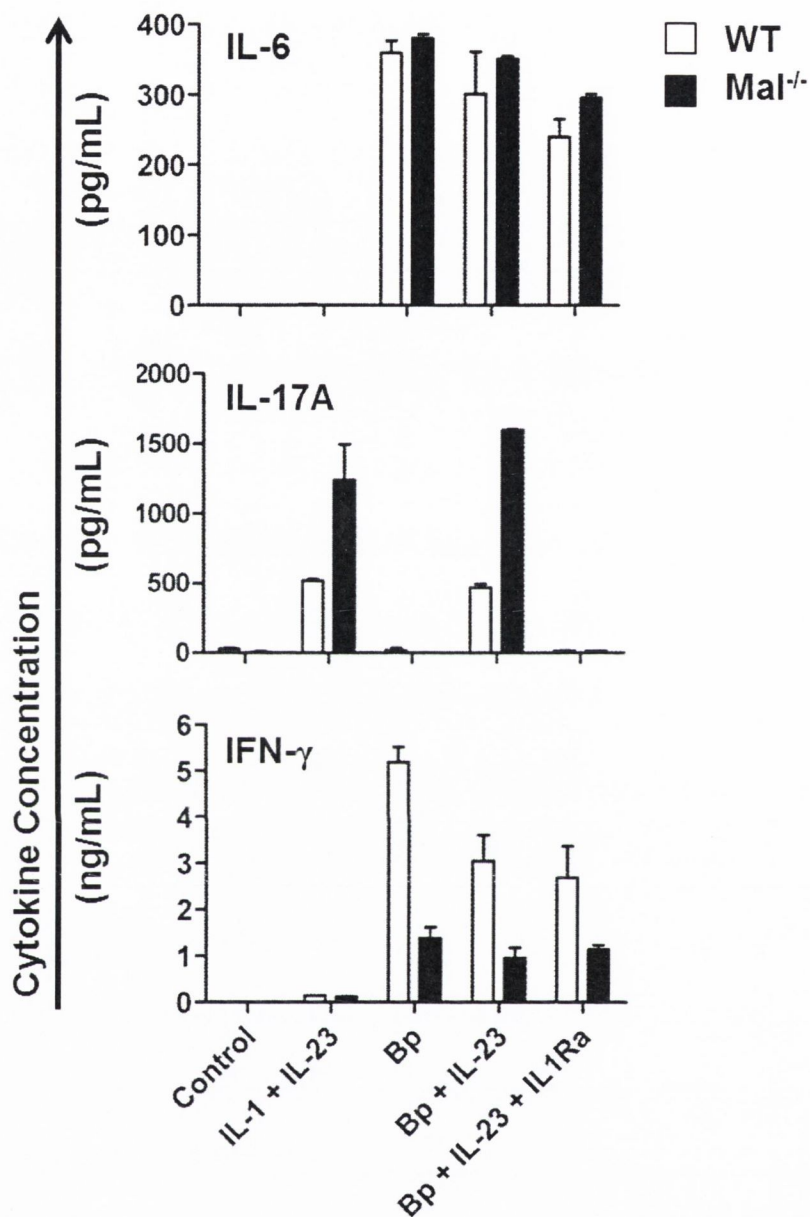 WT
Mal-/-
IL-6
400
300
200
100
0
(pg/mL)
IL-17A
2000
1500
1000
500
0
(pg/mL)
IFN-γ
6
5
4
3
2
1
0
(ng/mL)
Cytokine Concentration
Control
IL-1 + IL-23
Bp
Bp + IL-23
Bp + IL-23 + IL1Ra